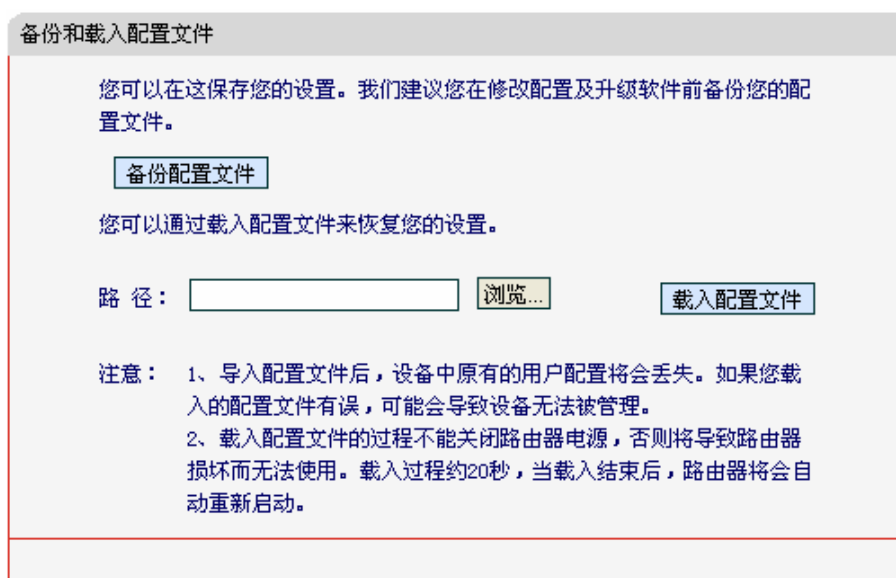 备份和载入配置文件
您可以在这保存您的设置。我们建议您在修改配置及升级软件前备份您的配
置文件。
备份配置文件
您可以通过载入配置文件来恢复您的设置。
路 径： 浏览... 载入配置文件
注意： 1、导入配置文件后，设备中原有的用户配置将会丢失。如果您载
入的配置文件有误，可能会导致设备无法被管理。
2、载入配置文件的过程不能关闭路由器电源，否则将导致路由器
损坏而无法使用。载入过程约20秒，当载入结束后，路由器将会自
动重新启动。